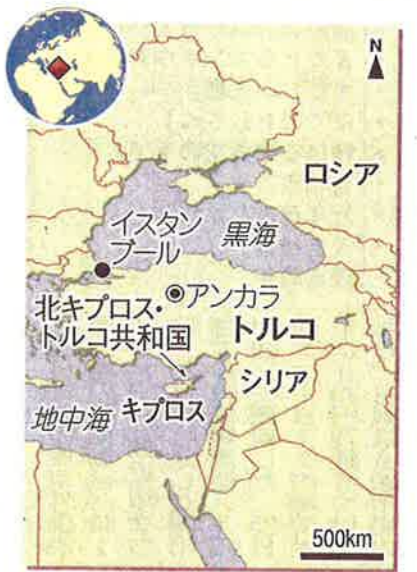 N
ロシア
イスタン
ブール
黒海
アンカラ
北キプロス・
トルコ共和国
トルコ
シリア
キプロス
地中海
500km